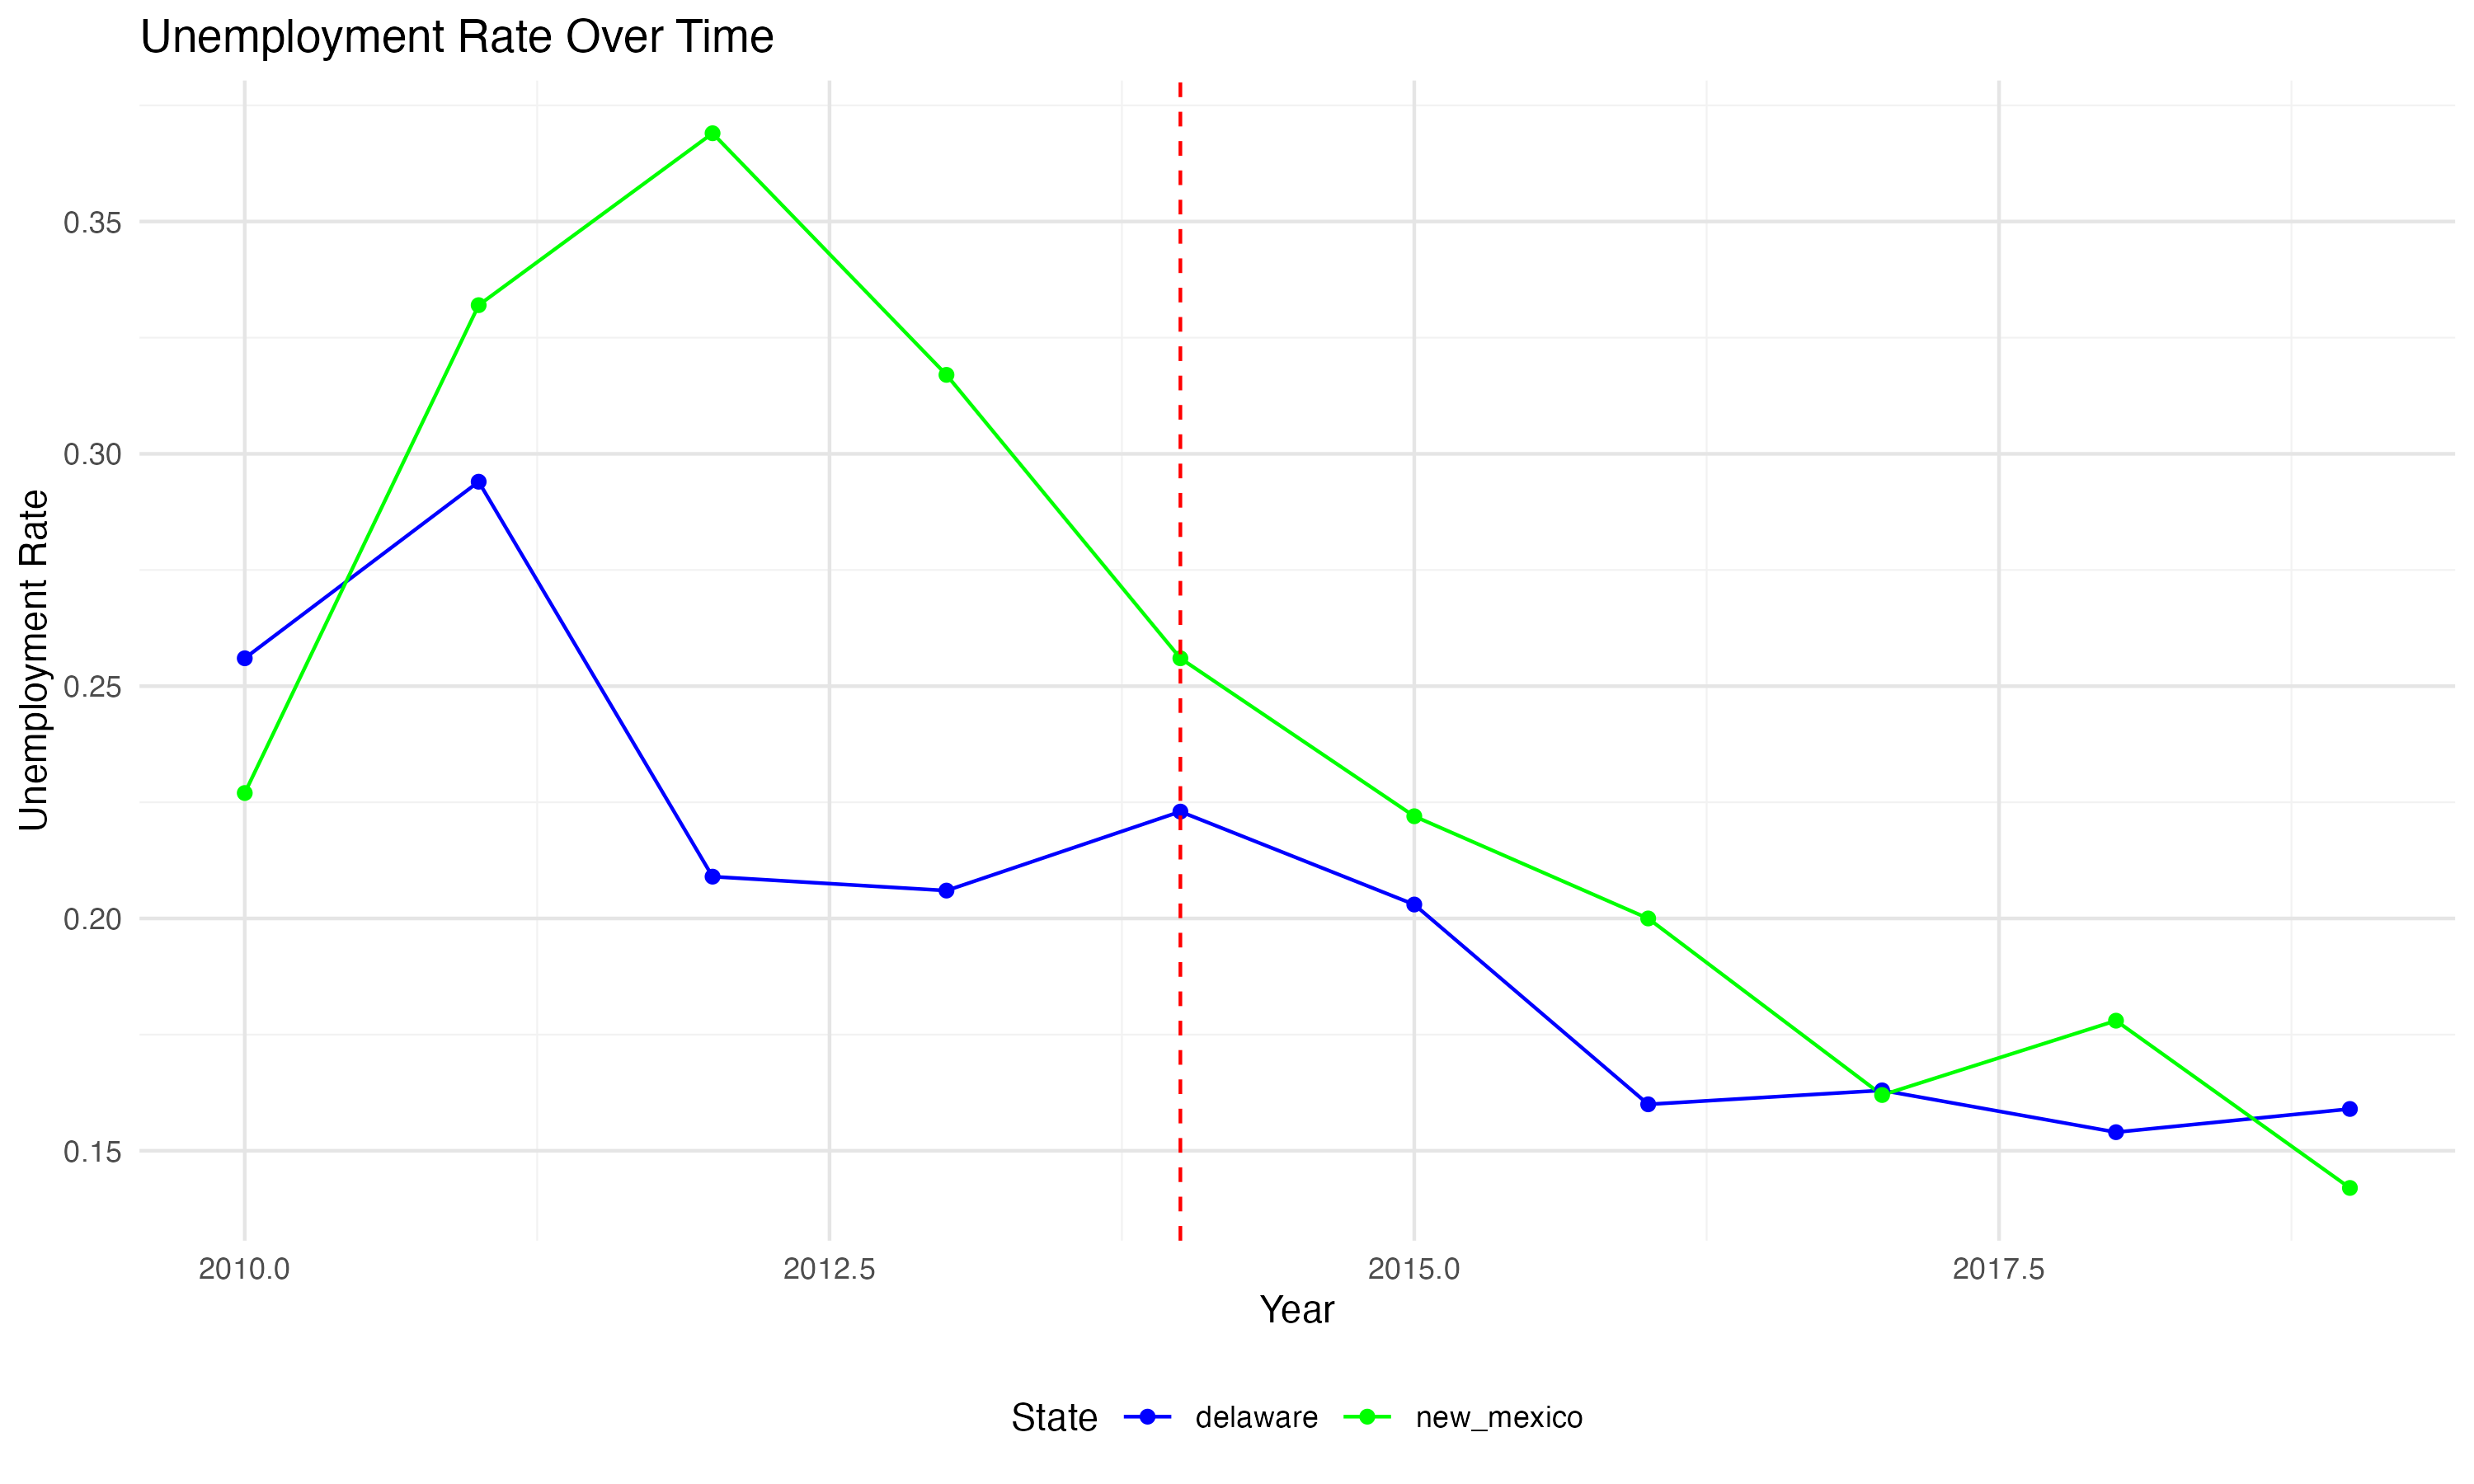 Unemployment Rate Over Time
Unemployment Rate
0.35
0.30
0.25
0.20
0.15
2010.0
2012.5
2015.0
2017.5
Year
State
delaware
new_mexico